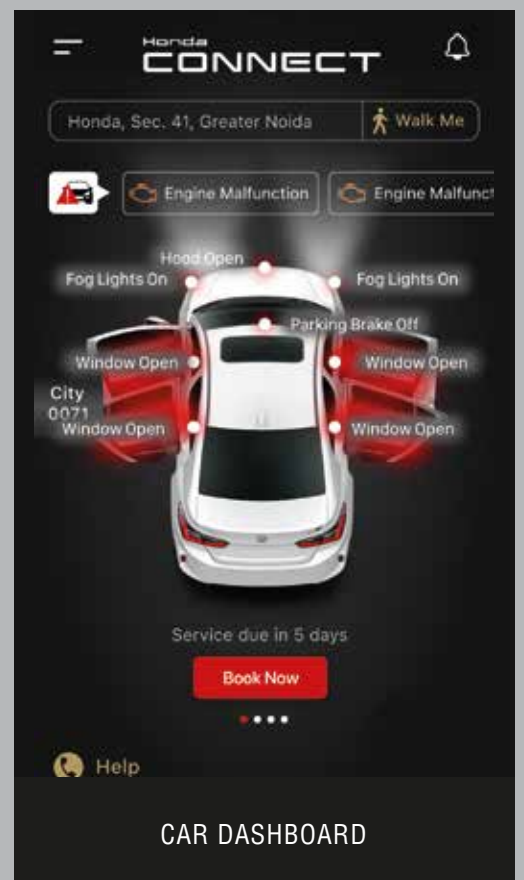 Honda
CONNECT
Honda, Sec. 41, Greater Noida
Walk Me
Engine Malfunction
Engine Malfunct
Hood Open
Fog Lights On
Fog Lights On
Parking Brake Off
Window Open
Window Open
City
0071
Window Open
Window Open
Service due in 5 days
Book Now
Help
CAR DASHBOARD